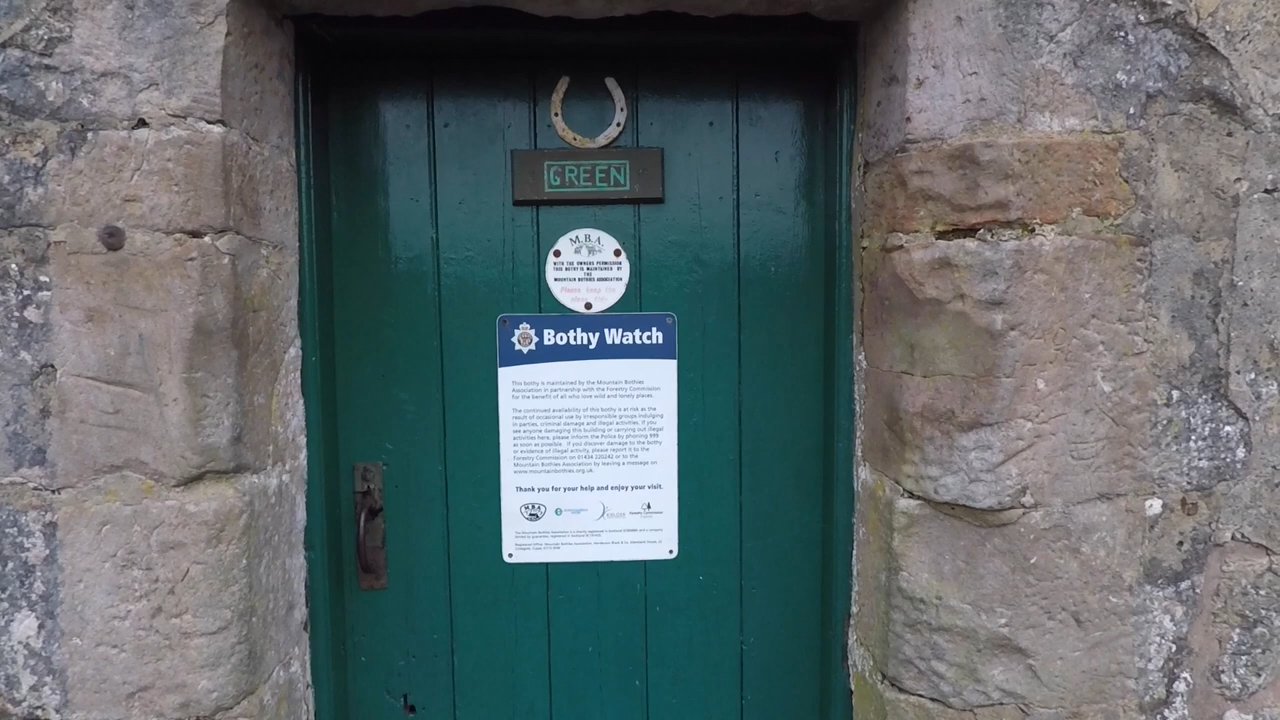 GREEN
M.B.A.
WITH THE OWNERS PERMISSION
THIS BOTHY IS MAINTAINED BY
THE
MOUNTAIN BOTHIES ASSOCIATION
Please keep the
Bothy Watch
This bothy is maintained by the Mountain Bothies
Association in partnership with the Forestry Commission
for the benefit of all who love wild and lonely places.
The continued availability of this bothy is at risk as the
result of occasional use by irresponsible groups indulging
in parties, criminal damage and illegal activities. If you
see anyone damaging this building or carrying out illegal
activities here, please inform the Police by phoning 999
as soon as possible. If you discover damage to the bothy
or evidence of illegal activity, please report it to the
Forestry Commission on 01434 220242 or to the
Mountain Bothies Association by leaving a message on
www.mountainbothies.org.uk
Thank you for your help and enjoy your visit.
M.B.A.
KIELDER
Forestry Commission